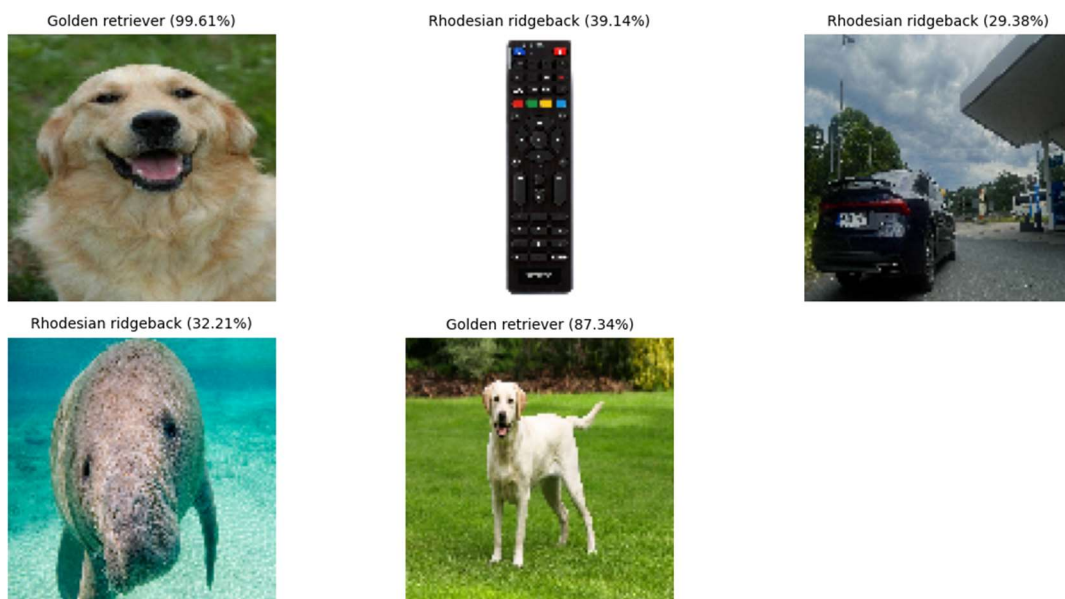 Golden retriever (99.61%)
Rhodesian ridgeback (39.14%)
Rhodesian ridgeback (29.38%)
Rhodesian ridgeback (32.21%)
Golden retriever (87.34%)